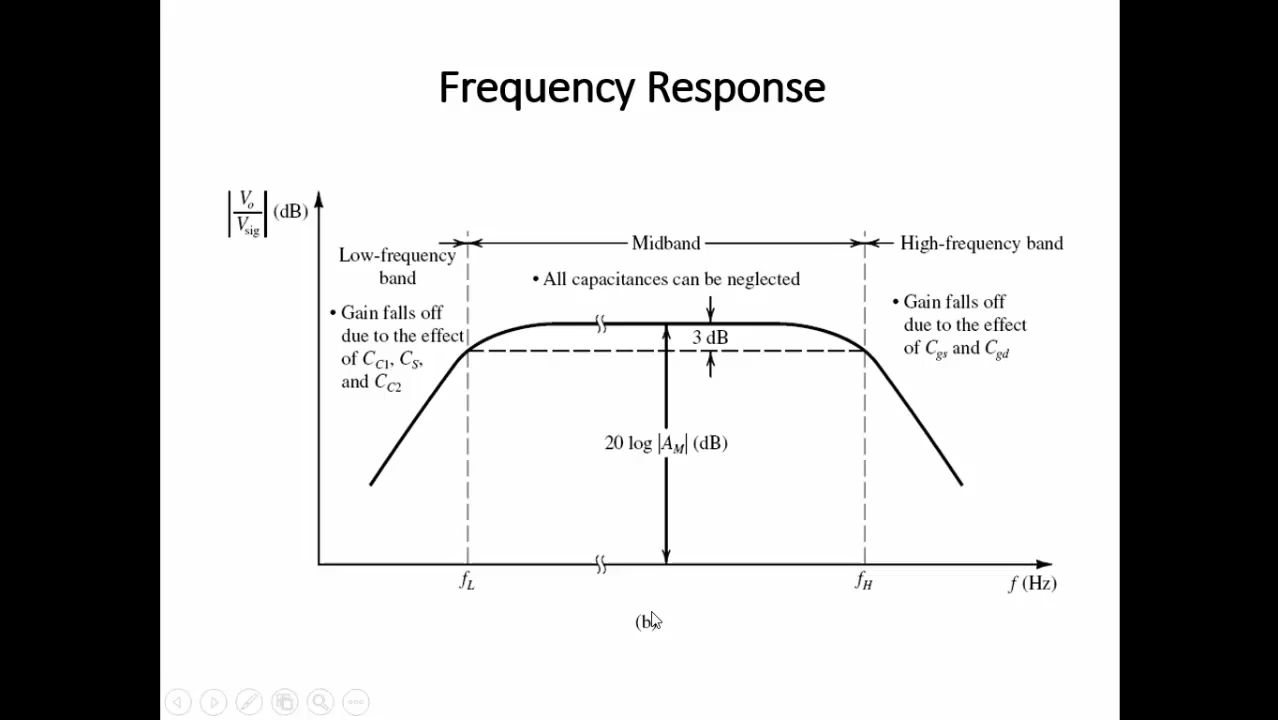 Frequency Response
|Vo/Vsig| (dB)
Low-frequency
band
Midband
High-frequency band
• All capacitances can be neglected
• Gain falls off
due to the effect
of CC1, CS,
and CC2
3 dB
• Gain falls off
due to the effect
of Cgs and Cgd
20 log |AM| (dB)
fL
fH
f (Hz)
(b)